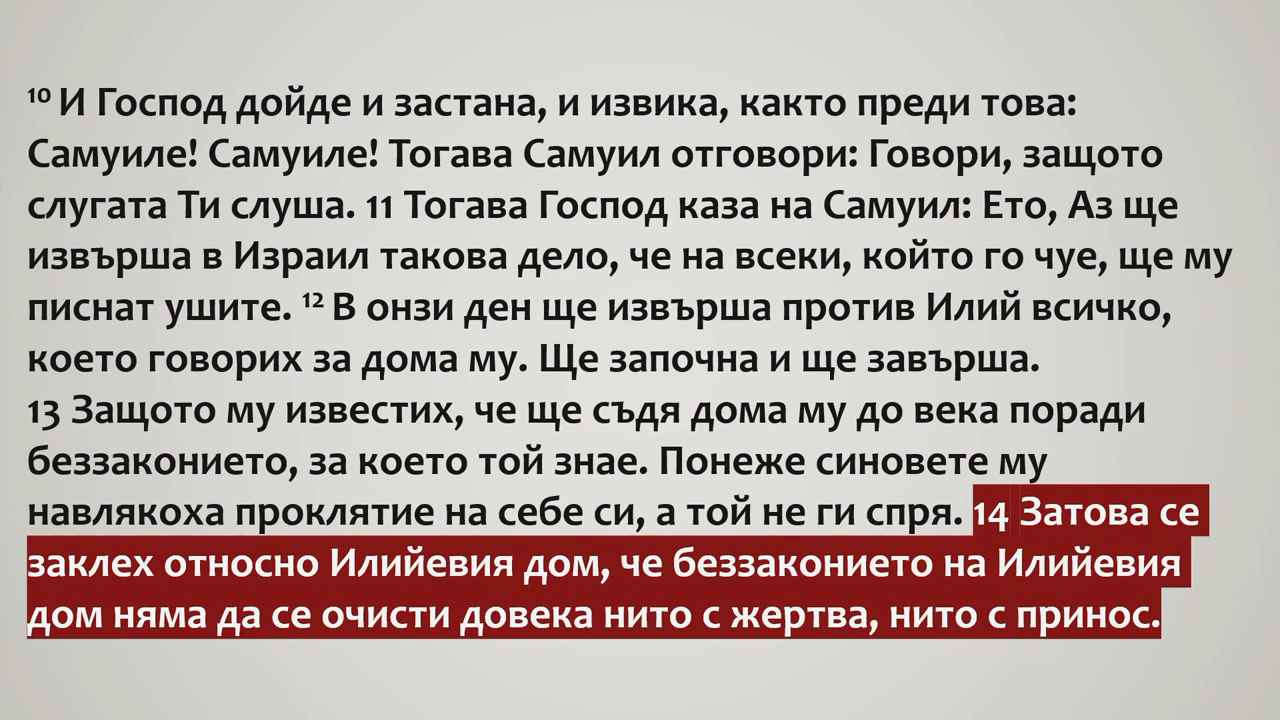 ¹⁰ И Господ дойде и застана, и извика, както преди това:
Самуиле! Самуиле! Тогава Самуил отговори: Говори, защото
слугата Ти слуша. 11 Тогава Господ каза на Самуил: Ето, Аз ще
извърша в Израил такова дело, че на всеки, който го чуе, ще му
писнат ушите. ¹² В онзи ден ще извърша против Илий всичко,
което говорих за дома му. Ще започна и ще завърша.
13 Защото му известих, че ще съдя дома му до века поради
беззаконието, за което той знае. Понеже синовете му
навлякоха проклятие на себе си, а той не ги спря. 14 Затова се
заклех относно Илийевия дом, че беззаконието на Илийевия
дом няма да се очисти довека нито с жертва, нито с принос.